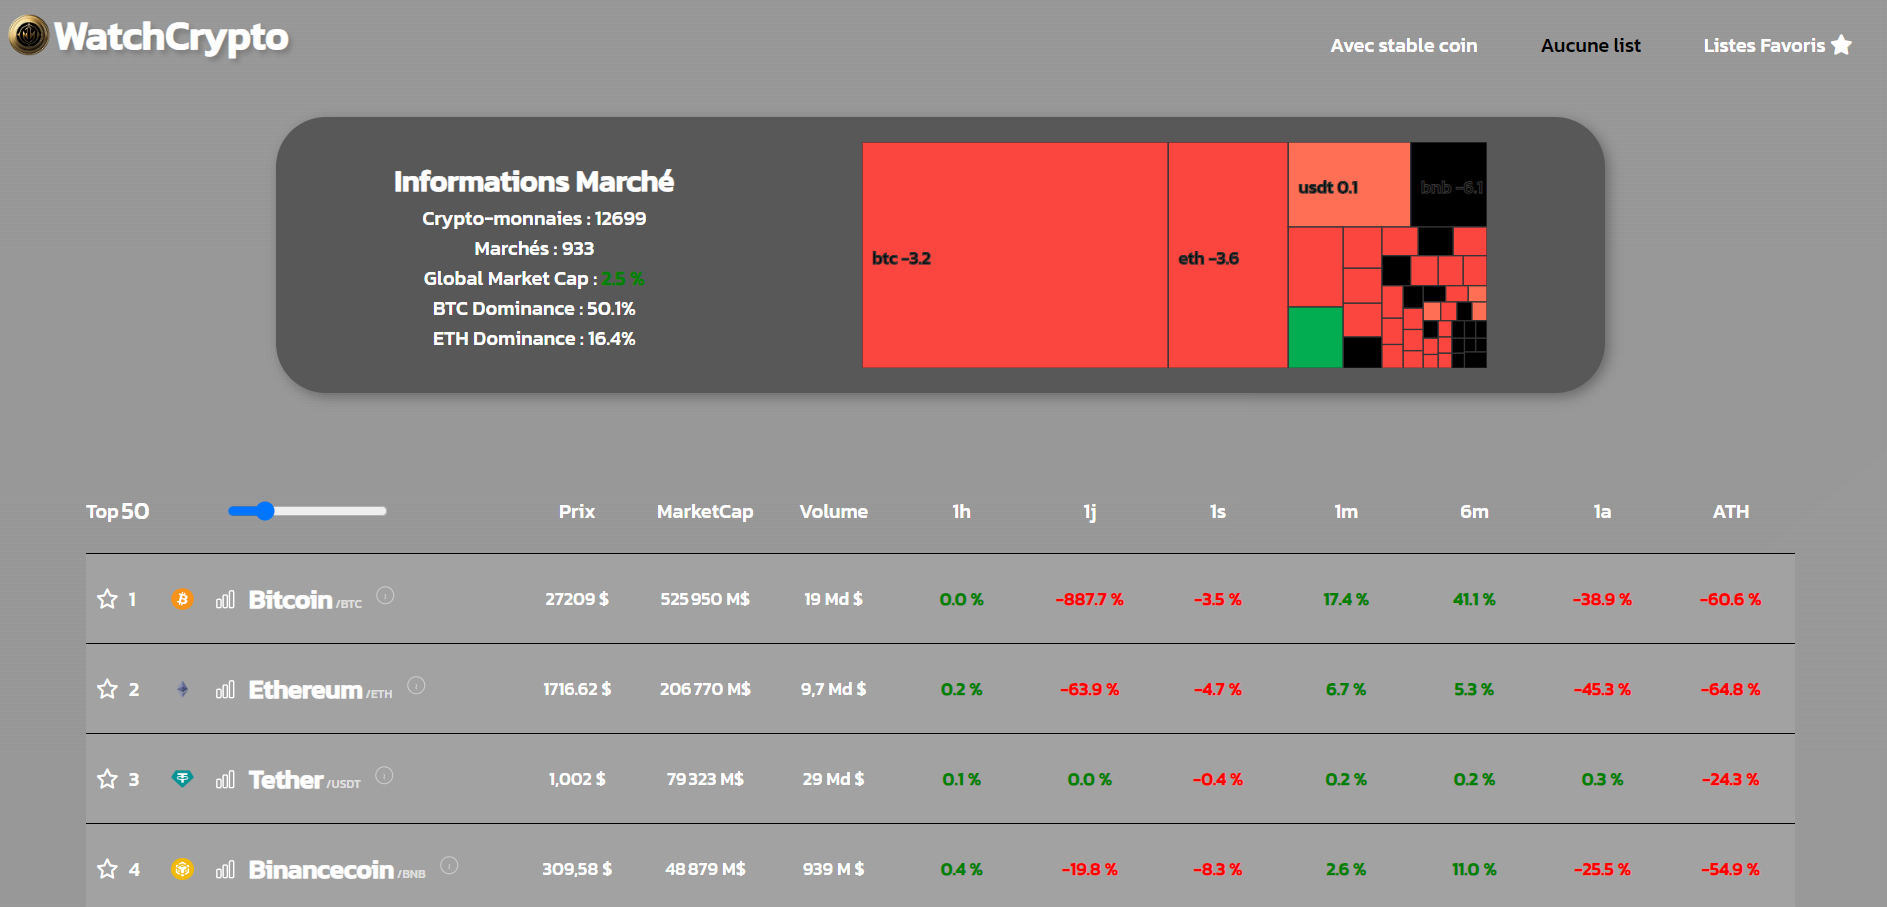 WatchCrypto
Avec stable coin Aucune list Listes Favoris
Informations Marché
Crypto-monnaies : 12699
Marchés : 933
Global Market Cap : 2.5 %
BTC Dominance : 50.1%
ETH Dominance : 16.4%
btc -3.2
eth -3.6
usdt 0.1
bnb -6.1
Top 50 Prix MarketCap Volume 1h 1j 1s 1m 6m 1a ATH
1 Bitcoin /BTC 27209 $ 525 950 M$ 19 Md $ 0.0 % -887.7 % -3.5 % 17.4 % 41.1 % -38.9 % -60.6 %
2 Ethereum /ETH 1716.62 $ 206 770 M$ 9,7 Md $ 0.2 % -63.9 % -4.7 % 6.7 % 5.3 % -45.3 % -64.8 %
3 Tether /USDT 1,002 $ 79 323 M$ 29 Md $ 0.1 % 0.0 % -0.4 % 0.2 % 0.2 % 0.3 % -24.3 %
4 Binancecoin /BNB 309,58 $ 48 879 M$ 939 M $ 0.4 % -19.8 % -8.3 % 2.6 % 11.0 % -25.5 % -54.9 %